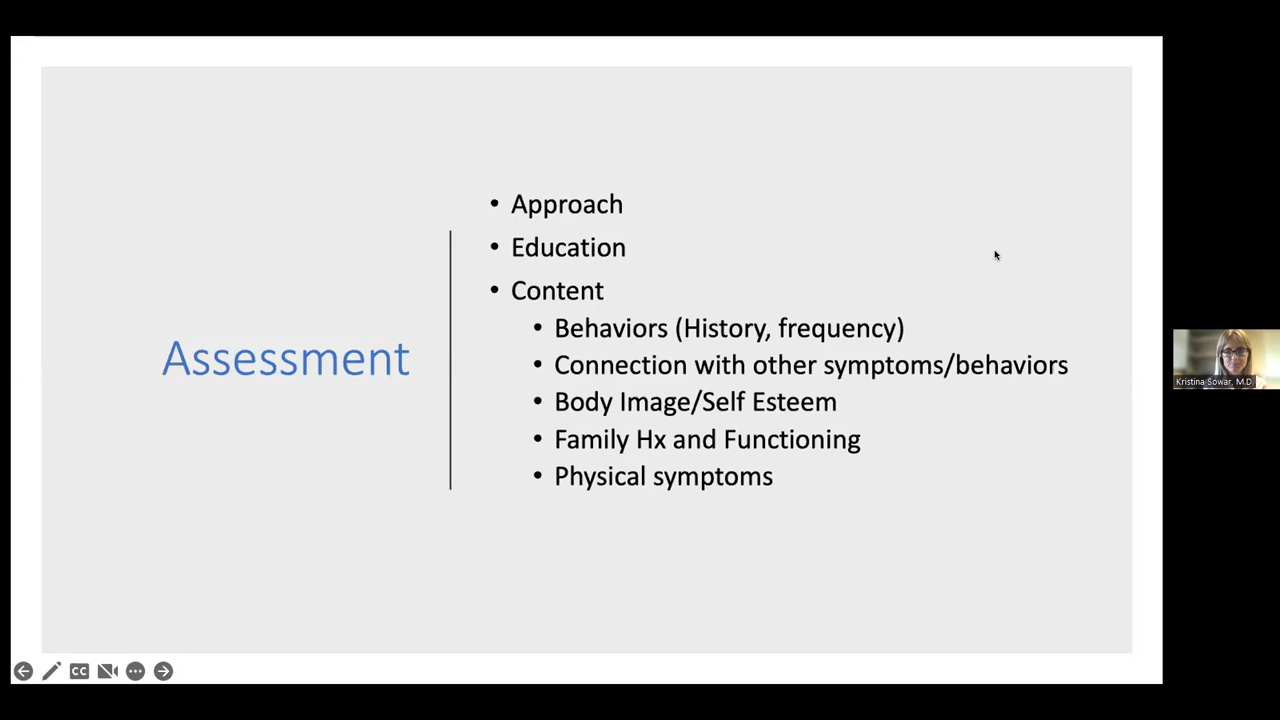 Assessment
• Approach
• Education
• Content
• Behaviors (History, frequency)
• Connection with other symptoms/behaviors
• Body Image/Self Esteem
• Family Hx and Functioning
• Physical symptoms
Kristina Sowar, M.D.
CC